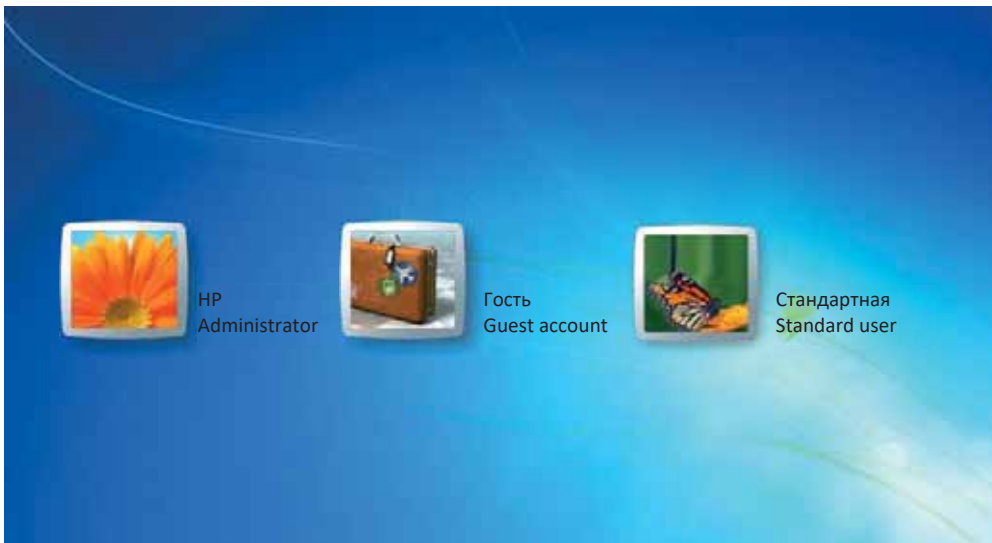 HP
Administrator
Гость
Guest account
Стандартная
Standard user